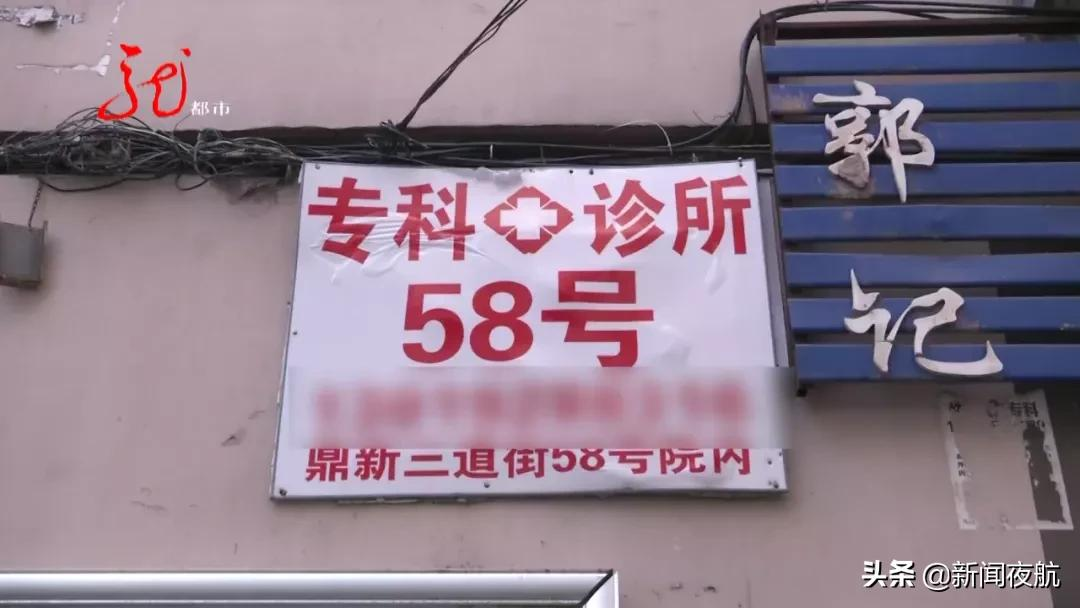 龙
都市
专科 诊所
58号
鼎新三道街58号院内
郭
记
专科
头条 @新闻夜航